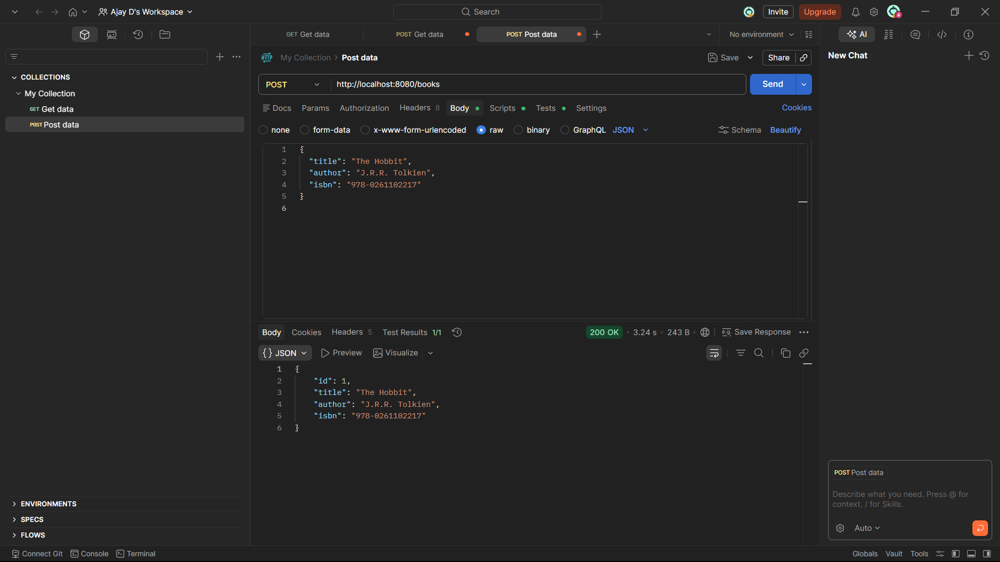 Ajay D's Workspace
Search
Invite
Upgrade
A
GET Get data
POST Get data
POST Post data
No environment
AI
HTTP My Collection > Post data
Save
Share
New Chat
COLLECTIONS
My Collection
GET Get data
POST Post data
POST http://localhost:8080/books
Send
Docs Params Authorization Headers 8 Body Scripts Tests Settings
Cookies
none form-data x-www-form-urlencoded raw binary GraphQL JSON
Schema Beautify
1 {
2 "title": "The Hobbit",
3 "author": "J.R.R. Tolkien",
4 "isbn": "978-0261102217"
5 }
6
Body Cookies Headers 5 Test Results 1/1
200 OK • 3.24 s • 243 B •
e.g. Save Response
{} JSON Preview Visualize
1 {
2 "id": 1,
3 "title": "The Hobbit",
4 "author": "J.R.R. Tolkien",
5 "isbn": "978-0261102217"
6 }
POST Post data
Describe what you need. Press @ for
context, / for Skills.
Auto
ENVIRONMENTS
SPECS
FLOWS
Connect Git Console Terminal
Globals Vault Tools